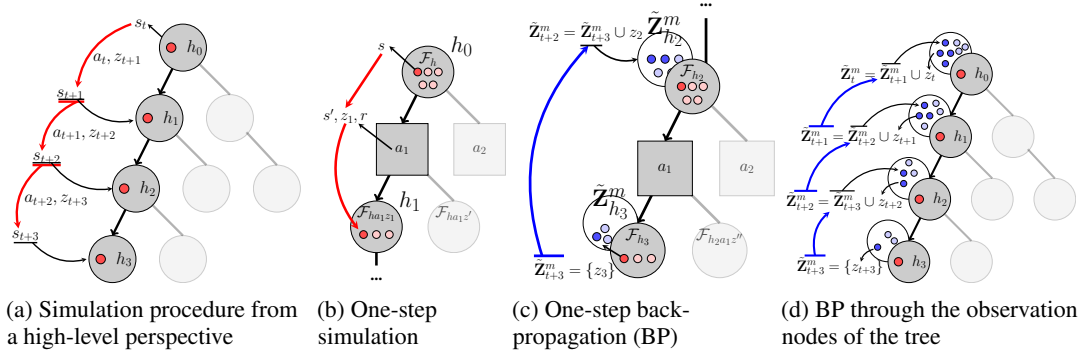 s_t
h_0
a_t, z_{t+1}
s_{t+1}
h_1
a_{t+1}, z_{t+2}
s_{t+2}
h_2
a_{t+2}, z_{t+3}
s_{t+3}
h_3
(a) Simulation procedure from
a high-level perspective
s
h_0
F_h
s', z_1, r
a_1
a_2
h_1
F_{ha_1z_1}
F_{ha_1z'}
...
(b) One-step
simulation
...
Z̃^m_{t+2} = Z̃^m_{t+3} ∪ z_2
Z̃^m_{h_2}
F_{h_2}
a_1
a_2
Z̃^m_{h_3}
F_{h_3}
F_{h_2a_1z''}
Z̃^m_{t+3} = {z_3}
(c) One-step back-
propagation (BP)
Z̃^m_t = Z̃^m_{t+1} ∪ z_t
h_0
Z̃^m_{t+1} = Z̃^m_{t+2} ∪ z_{t+1}
h_1
Z̃^m_{t+2} = Z̃^m_{t+3} ∪ z_{t+2}
h_2
Z̃^m_{t+3} = {z_{t+3}}
h_3
(d) BP through the observation
nodes of the tree